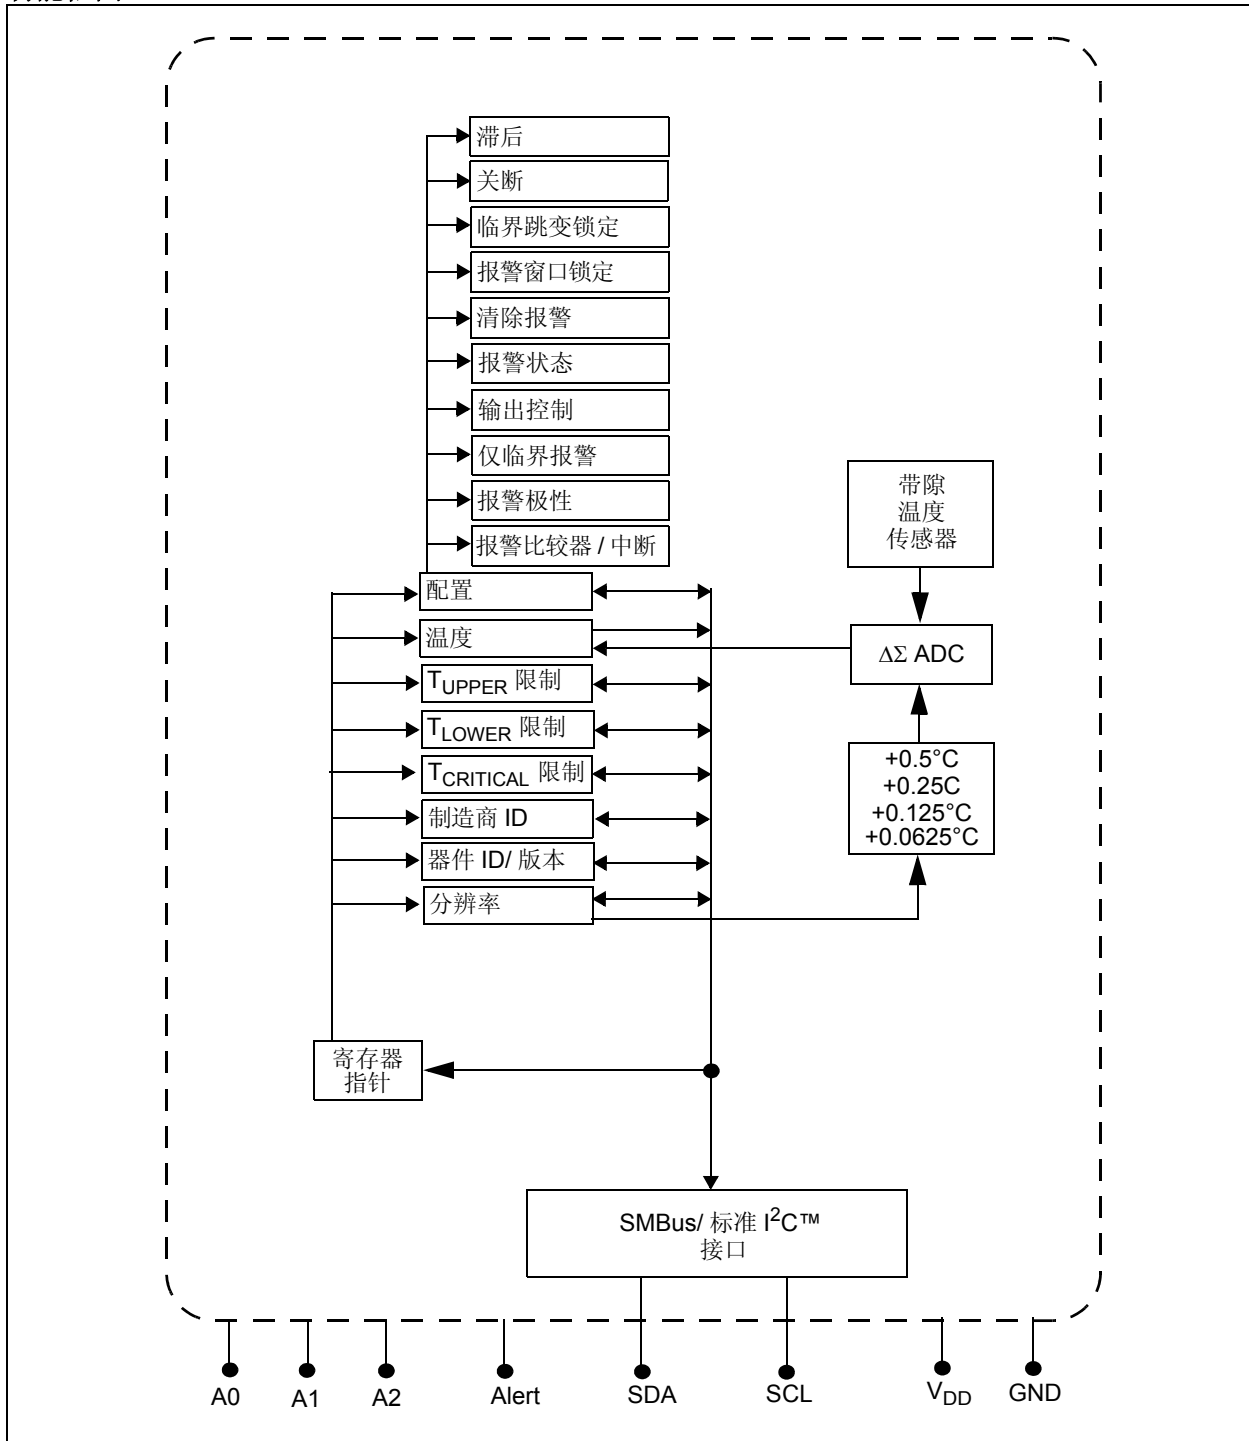 滞后
关断
临界跳变锁定
报警窗口锁定
清除报警
报警状态
输出控制
仅临界报警
报警极性
报警比较器 / 中断
配置
温度
TUPPER 限制
TLOWER 限制
TCRITICAL 限制
制造商 ID
器件 ID/ 版本
分辨率
带隙
温度
传感器
ΔΣ ADC
+0.5°C
+0.25C
+0.125°C
+0.0625°C
寄存器
指针
SMBus/ 标准 I²C™
接口
A0
A1
A2
Alert
SDA
SCL
VDD
GND